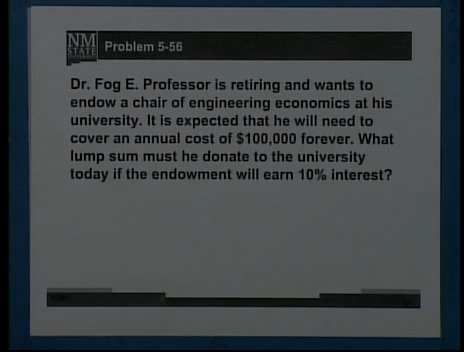 NM
STATE
Problem 5-56
Dr. Fog E. Professor is retiring and wants to
endow a chair of engineering economics at his
university. It is expected that he will need to
cover an annual cost of $100,000 forever. What
lump sum must he donate to the university
today if the endowment will earn 10% interest?